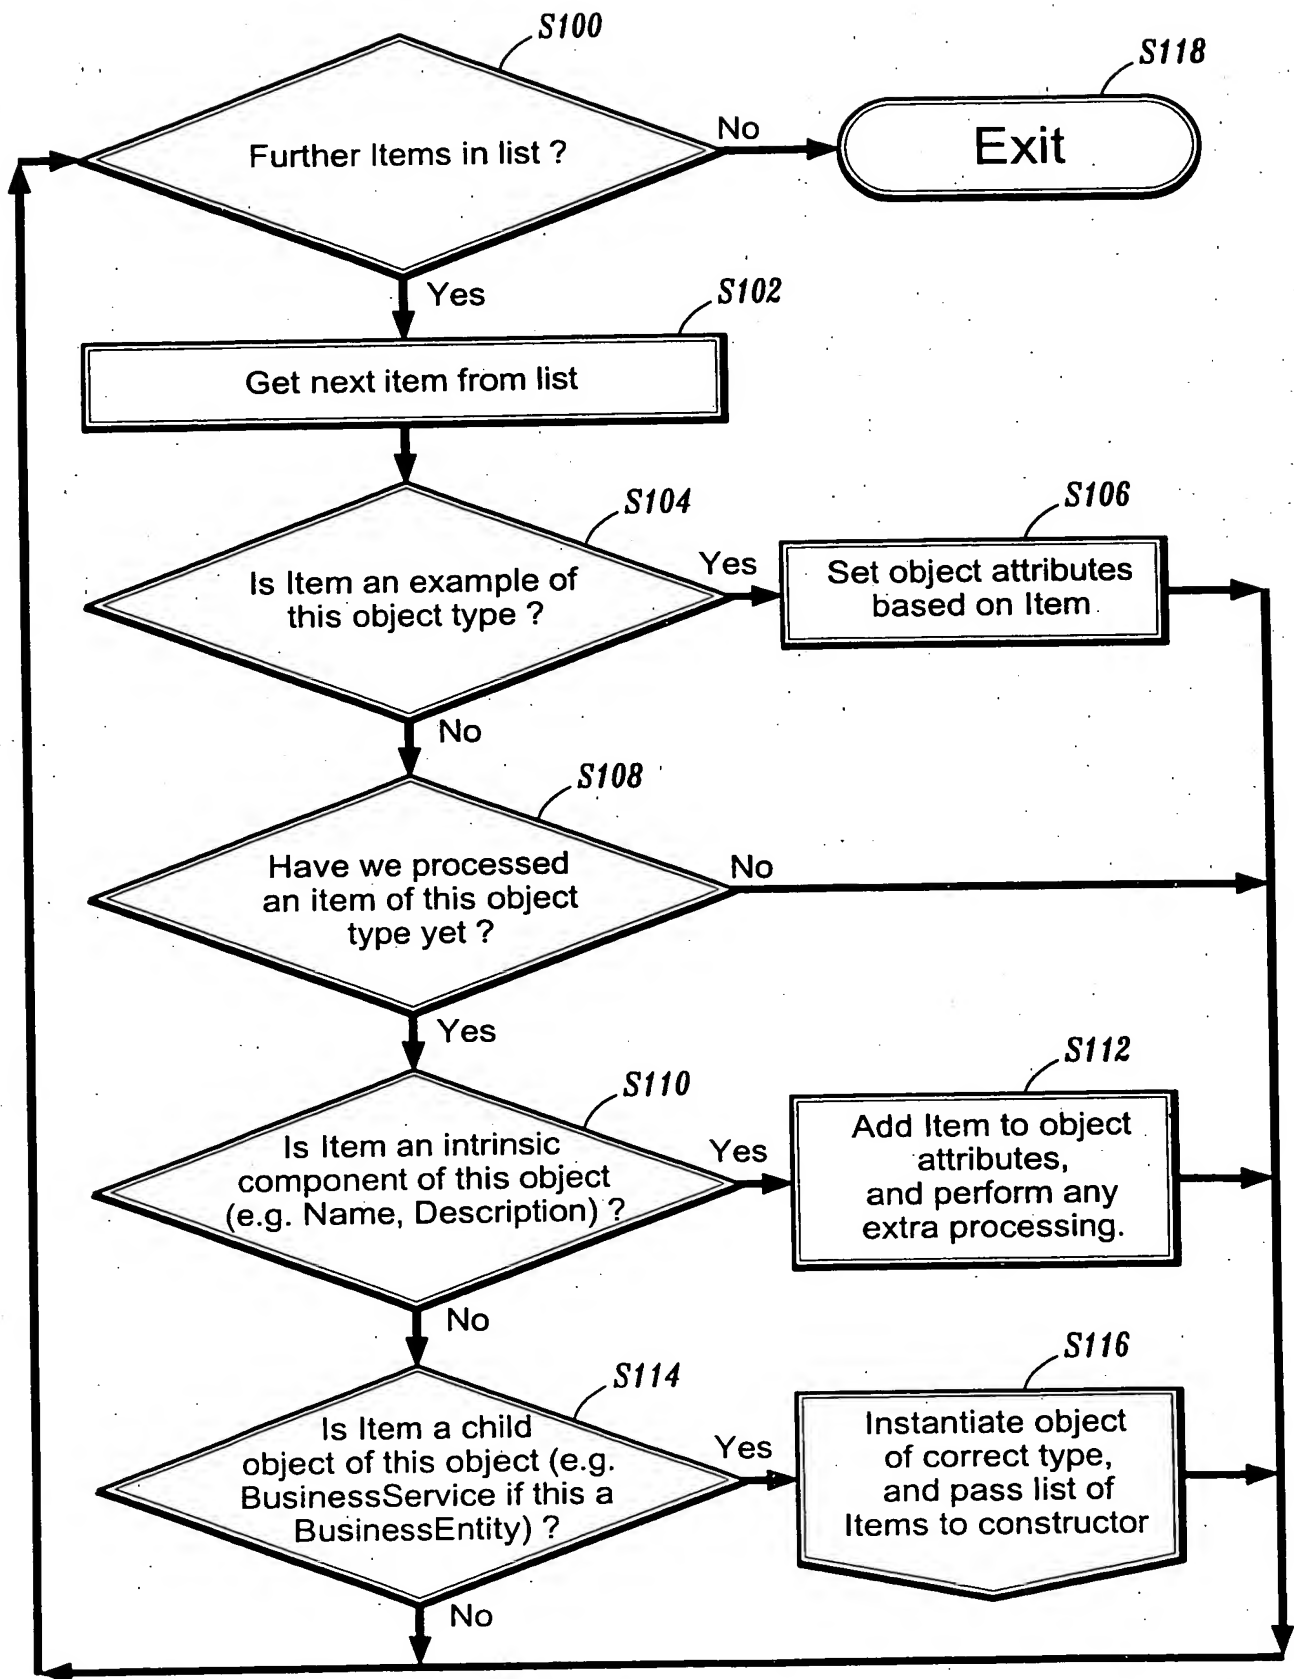 S100
S118
Further Items in list ?
No
Exit
Yes
S102
Get next item from list
S104
S106
Is Item an example of
this object type ?
Yes
Set object attributes
based on Item
No
S108
Have we processed
an item of this object
type yet ?
No
Yes
S110
S112
Is Item an intrinsic
component of this object
(e.g. Name, Description) ?
Yes
Add Item to object
attributes,
and perform any
extra processing.
No
S114
S116
Is Item a child
object of this object (e.g.
BusinessService if this a
BusinessEntity) ?
Yes
Instantiate object
of correct type,
and pass list of
Items to constructor
No